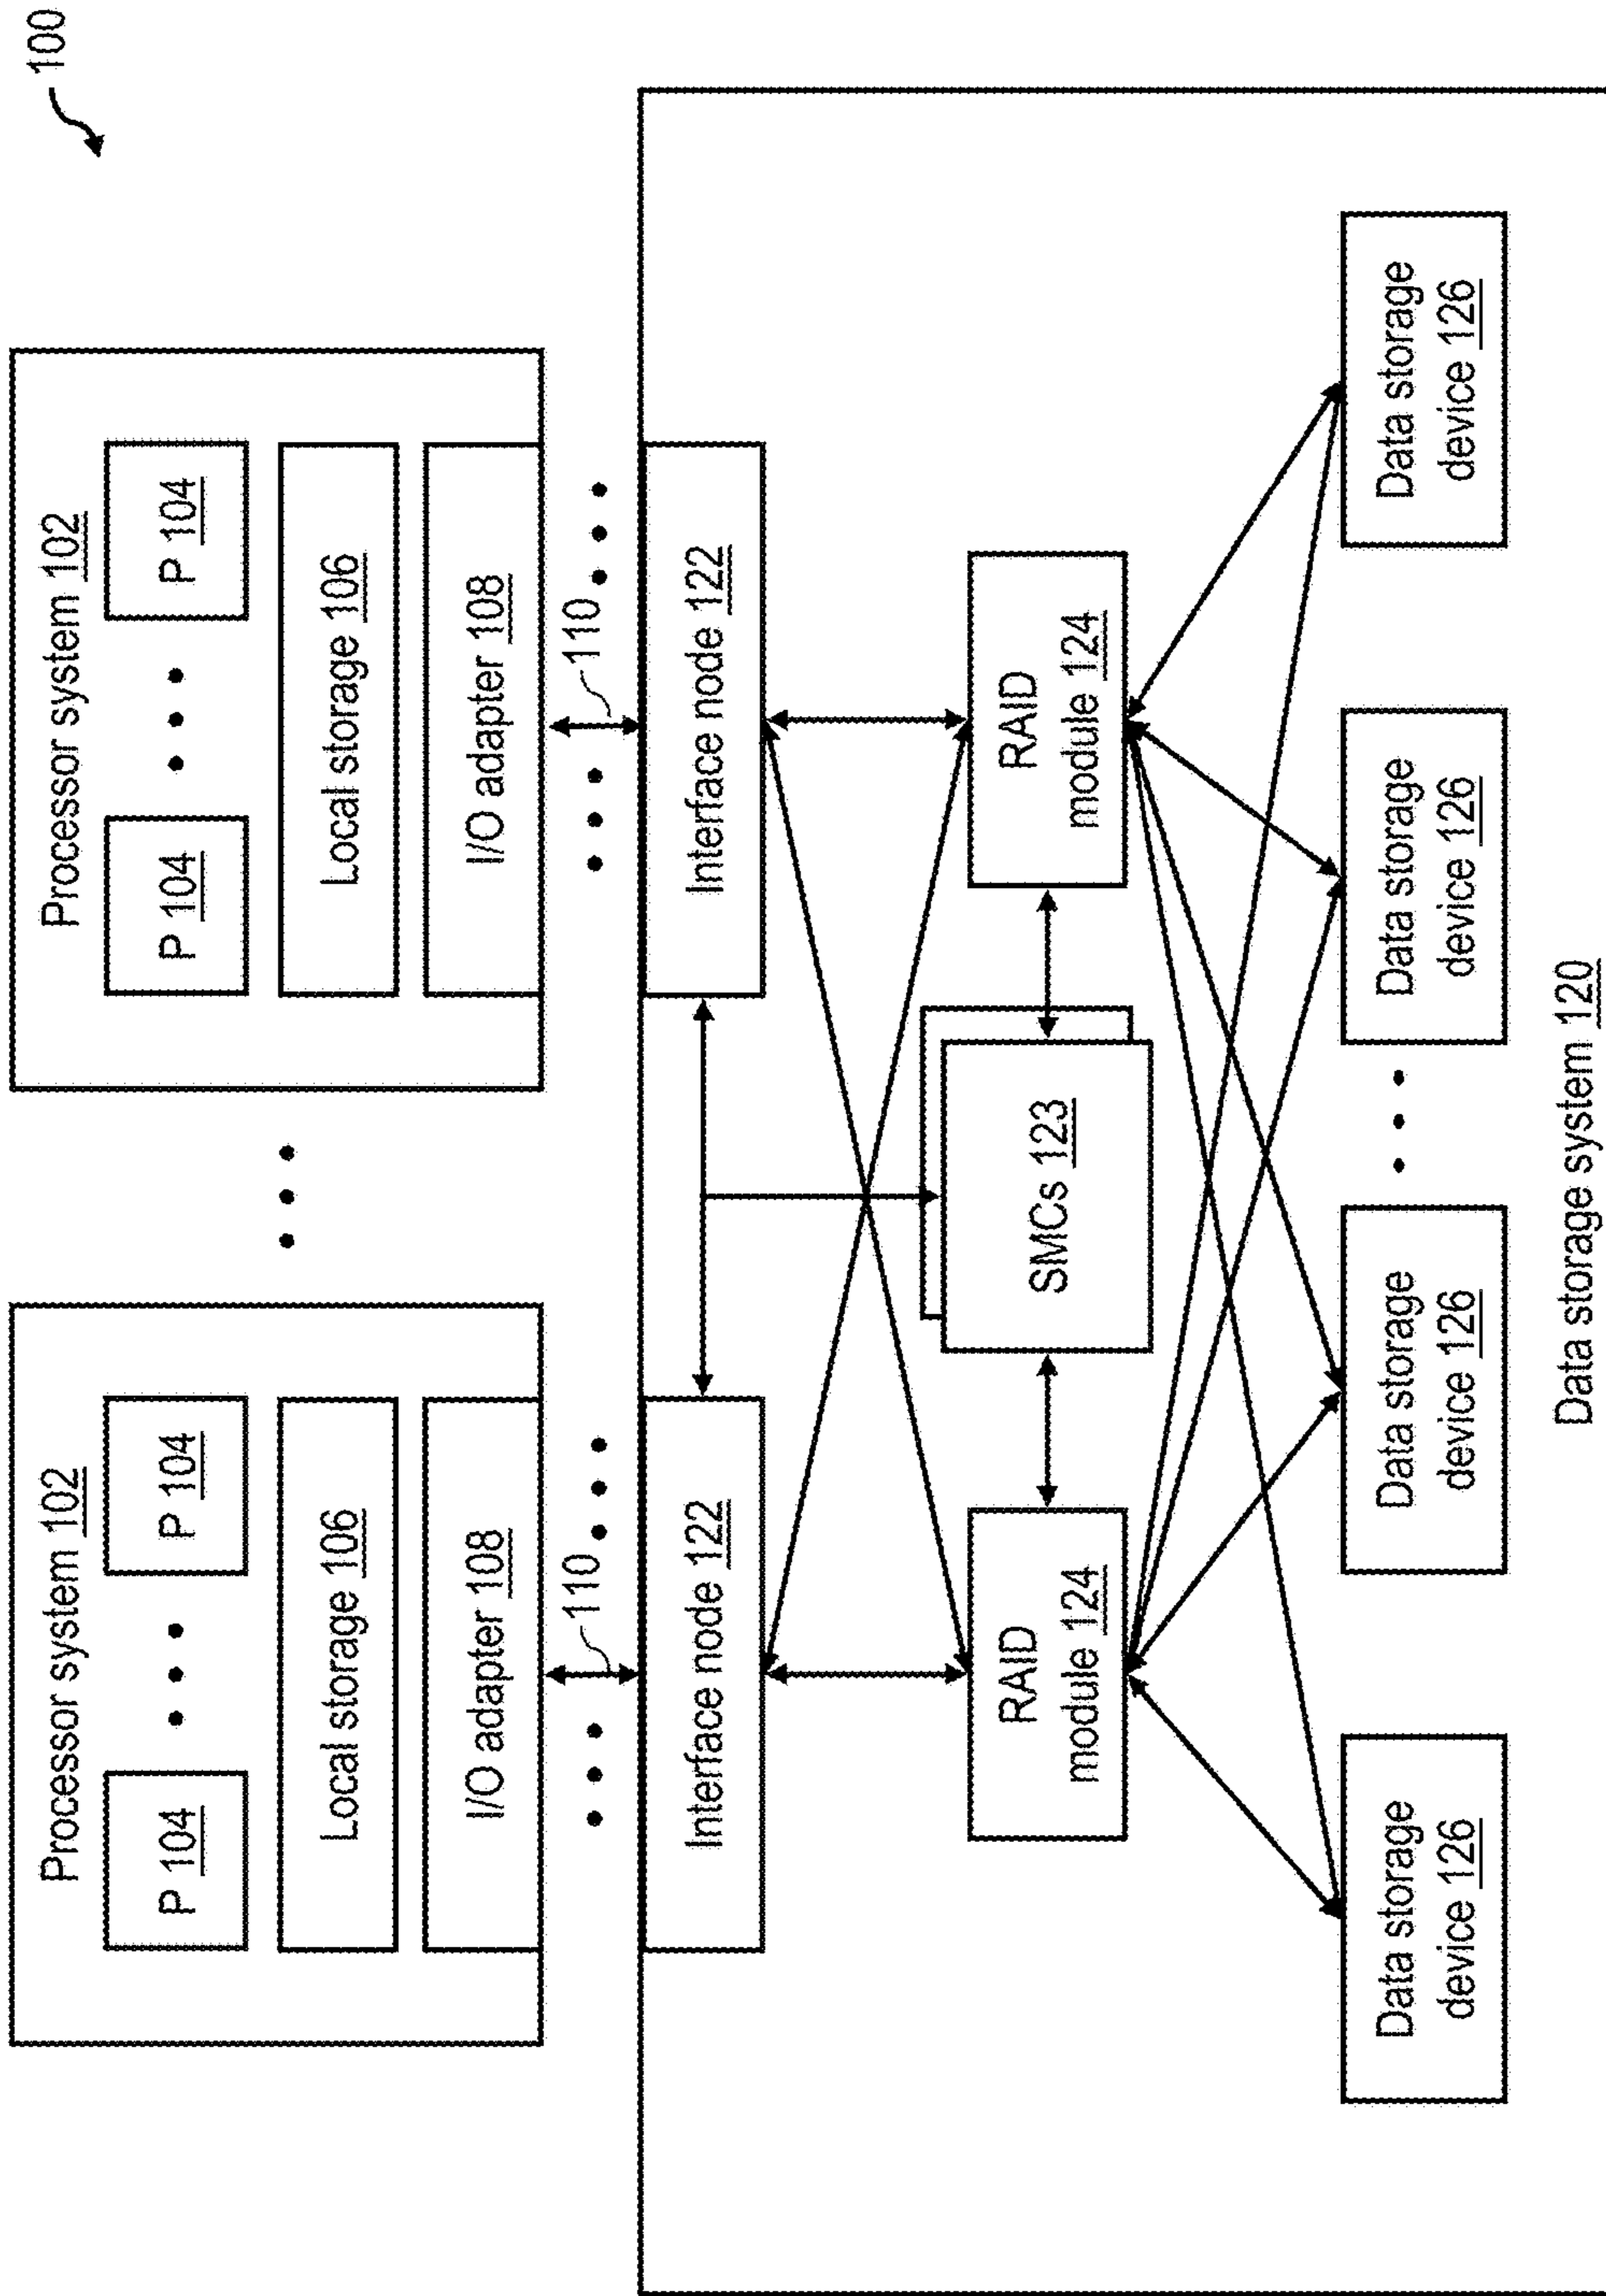 100
Processor system 102
Processor system 102
P 104
P 104
P 104
P 104
Local storage 106
Local storage 106
I/O adapter 108
I/O adapter 108
110
110
Interface node 122
Interface node 122
RAID
module 124
SMCs 123
RAID
module 124
Data storage
device 126
Data storage
device 126
Data storage
device 126
Data storage
device 126
Data storage system 120